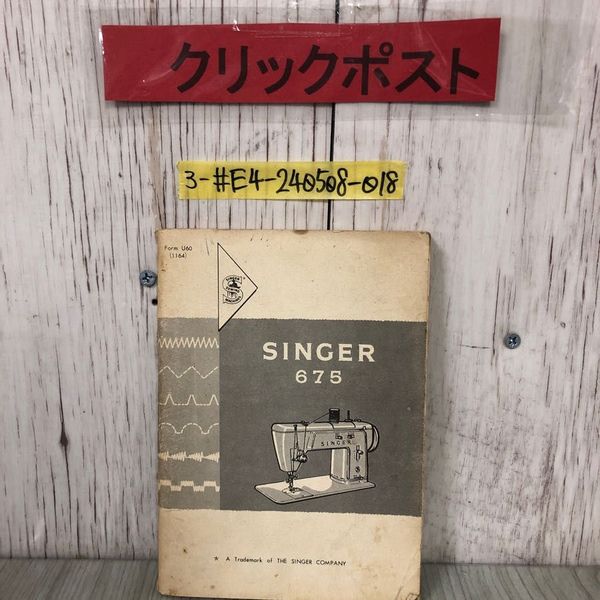 クリックポスト
3-#E4-240508-018
Form U60
(1164)
SINGER
675
SINGER
* A Trademark of THE SINGER COMPANY